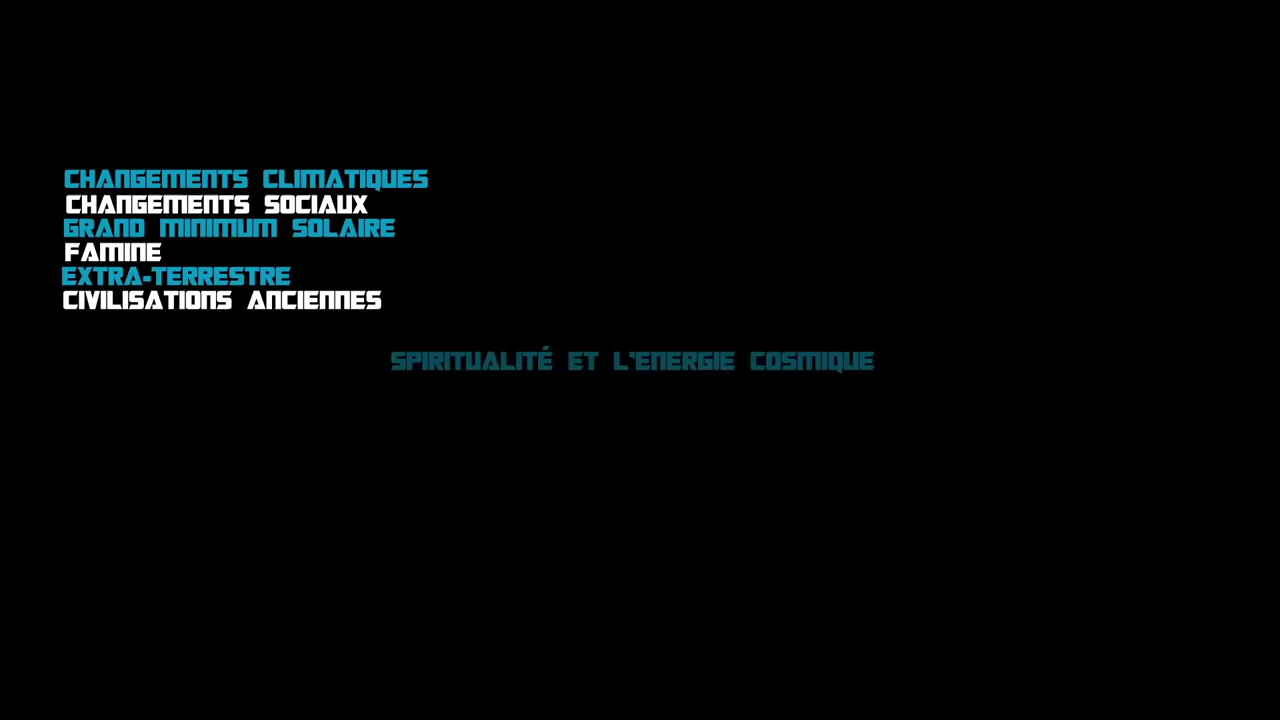 CHANGEMENTS CLIMATIQUES
CHANGEMENTS SOCIAUX
GRAND MINIMUM SOLAIRE
FAMINE
EXTRA-TERRESTRE
CIVILISATIONS ANCIENNES
SPIRITUALITÉ ET L'ENERGIE COSMIQUE